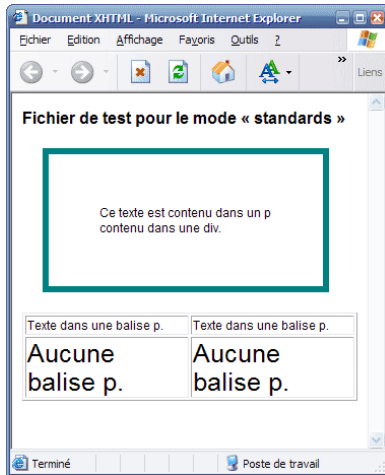 Document XHTML - Microsoft Internet Explorer
Fichier Edition Affichage Favoris Outils ?
» Liens
Fichier de test pour le mode « standards »
Ce texte est contenu dans un p
contenu dans une div.
Texte dans une balise p. Texte dans une balise p.
Aucune Aucune
balise p. balise p.
Terminé Poste de travail